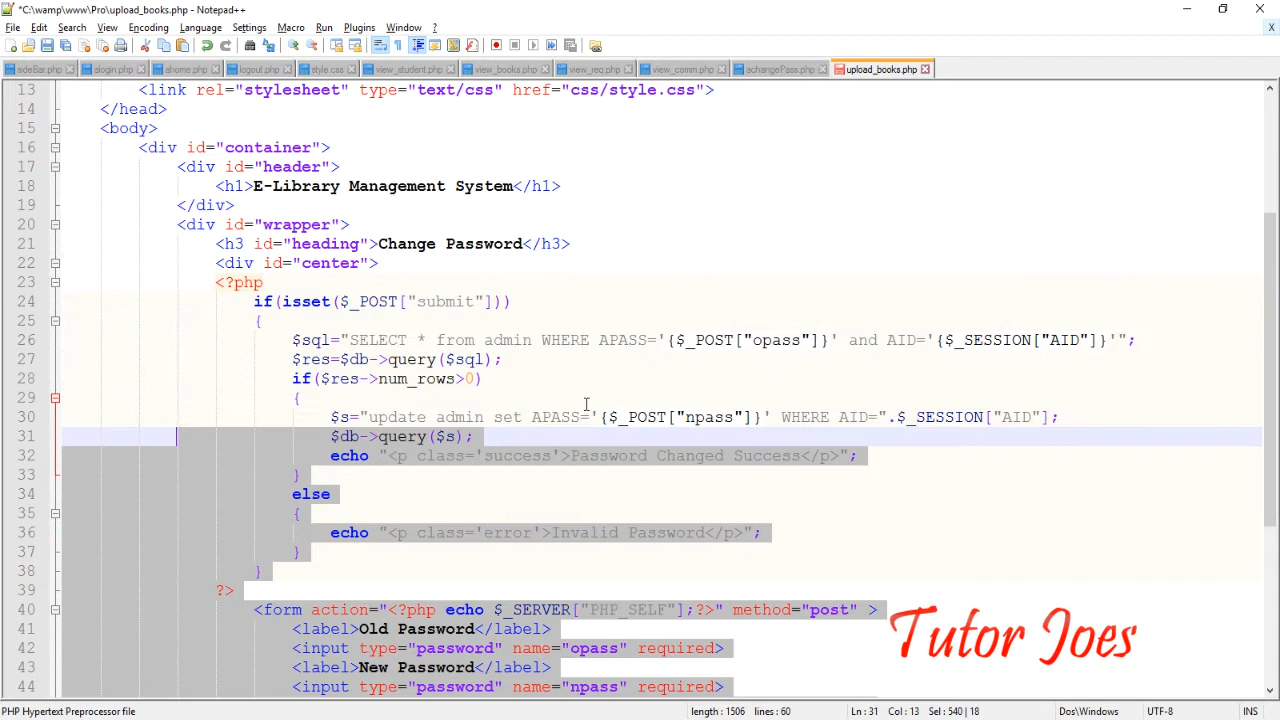 *C:\wamp\www\Pro\upload_books.php - Notepad++
File Edit Search View Encoding Language Settings Macro Run Plugins Window ? X
sideBar.php alogin.php ahome.php logout.php style.css view_student.php view_books.php view_req.php view_comm.php achangePass.php upload_books.php
13 <link rel="stylesheet" type="text/css" href="css/style.css">
14 </head>
15 <body>
16 <div id="container">
17 <div id="header">
18 <h1>E-Library Management System</h1>
19 </div>
20 <div id="wrapper">
21 <h3 id="heading">Change Password</h3>
22 <div id="center">
23 <?php
24 if(isset($_POST["submit"]))
25 {
26 $sql="SELECT * from admin WHERE APASS='{$_POST["opass"]}' and AID='{$_SESSION["AID"]}'";
27 $res=$db->query($sql);
28 if($res->num_rows>0)
29 {
30 $s="update admin set APASS='{$_POST["npass"]}' WHERE AID=".$_SESSION["AID"];
31 $db->query($s);
32 echo "<p class='success'>Password Changed Success</p>";
33 }
34 else
35 {
36 echo "<p class='error'>Invalid Password</p>";
37 }
38 }
39 ?>
40 <form action="<?php echo $_SERVER["PHP_SELF"];?>" method="post" >
41 <label>Old Password</label>
42 <input type="password" name="opass" required>
43 <label>New Password</label>
44 <input type="password" name="npass" required>
Tutor Joes
PHP Hypertext Preprocessor file length : 1506 lines : 60 Ln : 31 Col : 13 Sel : 540 | 18 Dos\Windows UTF-8 INS